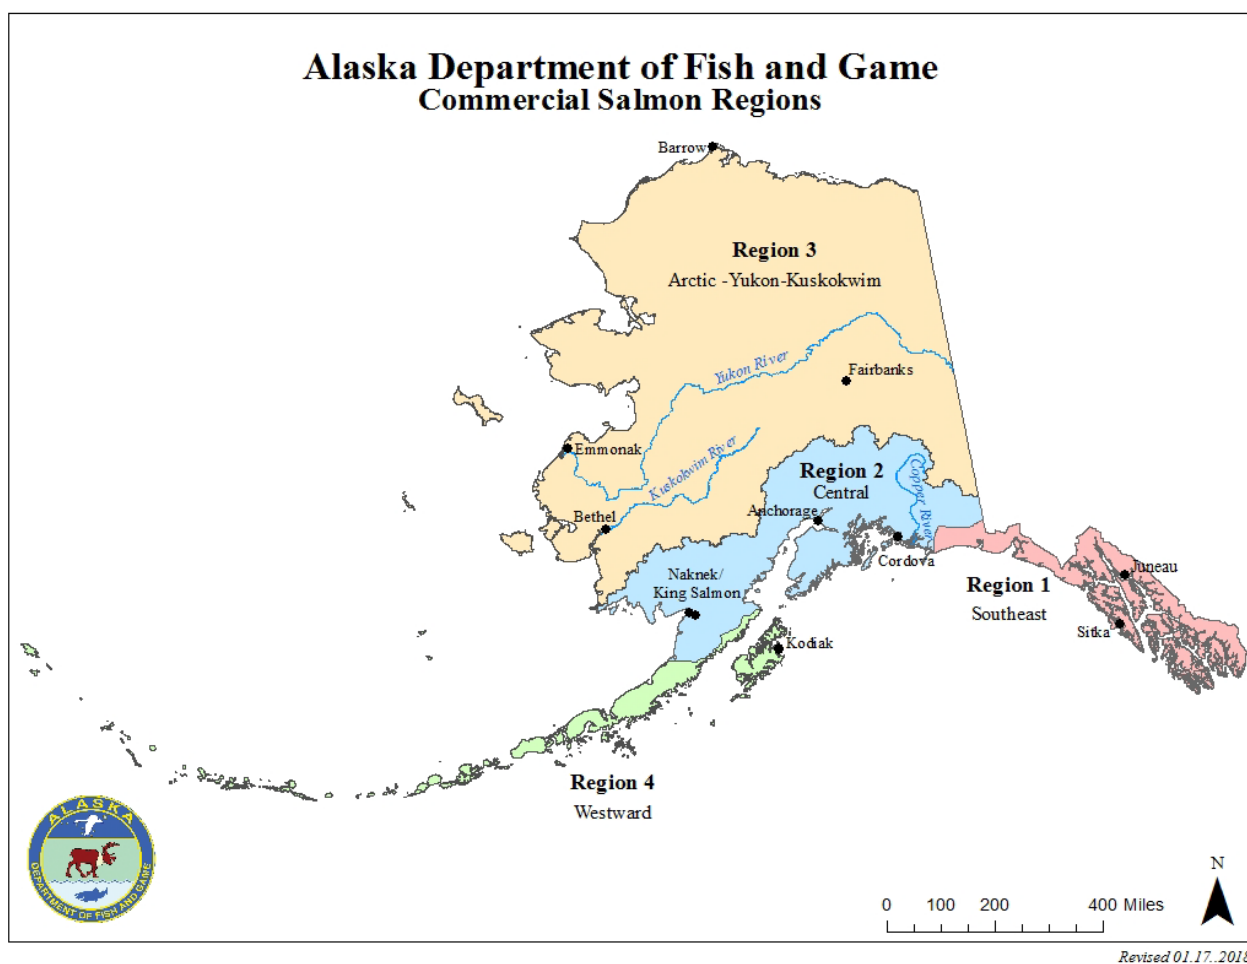 Alaska Department of Fish and Game
Commercial Salmon Regions
Barrow
Region 3
Arctic -Yukon-Kuskokwim
Yukon River
Fairbanks
Emmonak
Kuskokwim River
Region 2
Central
Copper River
Bethel
Anchorage
Cordova
Naknek/
King Salmon
Region 1
Southeast
Juneau
Sitka
Kodiak
Region 4
Westward
ALASKA
DEPARTMENT OF FISH AND GAME
N
0 100 200 400 Miles
Revised 01.17..2018